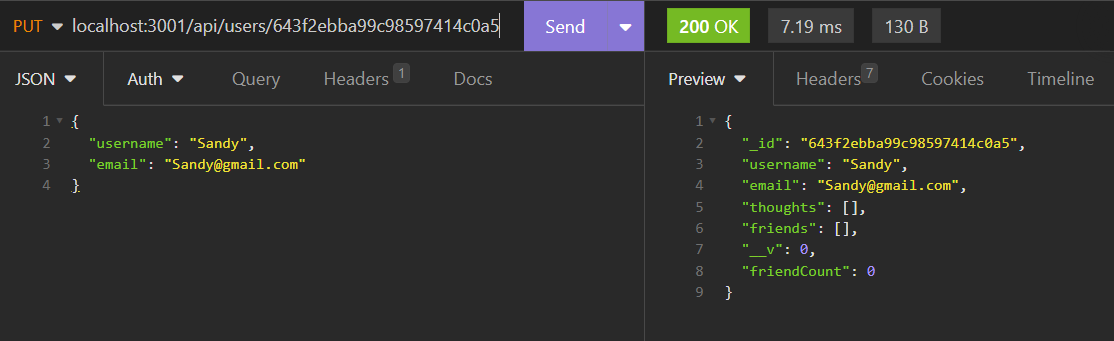 PUT localhost:3001/api/users/643f2ebba99c98597414c0a5 Send 200 OK 7.19 ms 130 B
JSON Auth Query Headers 1 Docs Preview Headers 7 Cookies Timeline
1 {
2 "username": "Sandy",
3 "email": "Sandy@gmail.com"
4 }
1 {
2 "_id": "643f2ebba99c98597414c0a5",
3 "username": "Sandy",
4 "email": "Sandy@gmail.com",
5 "thoughts": [],
6 "friends": [],
7 "__v": 0,
8 "friendCount": 0
9 }